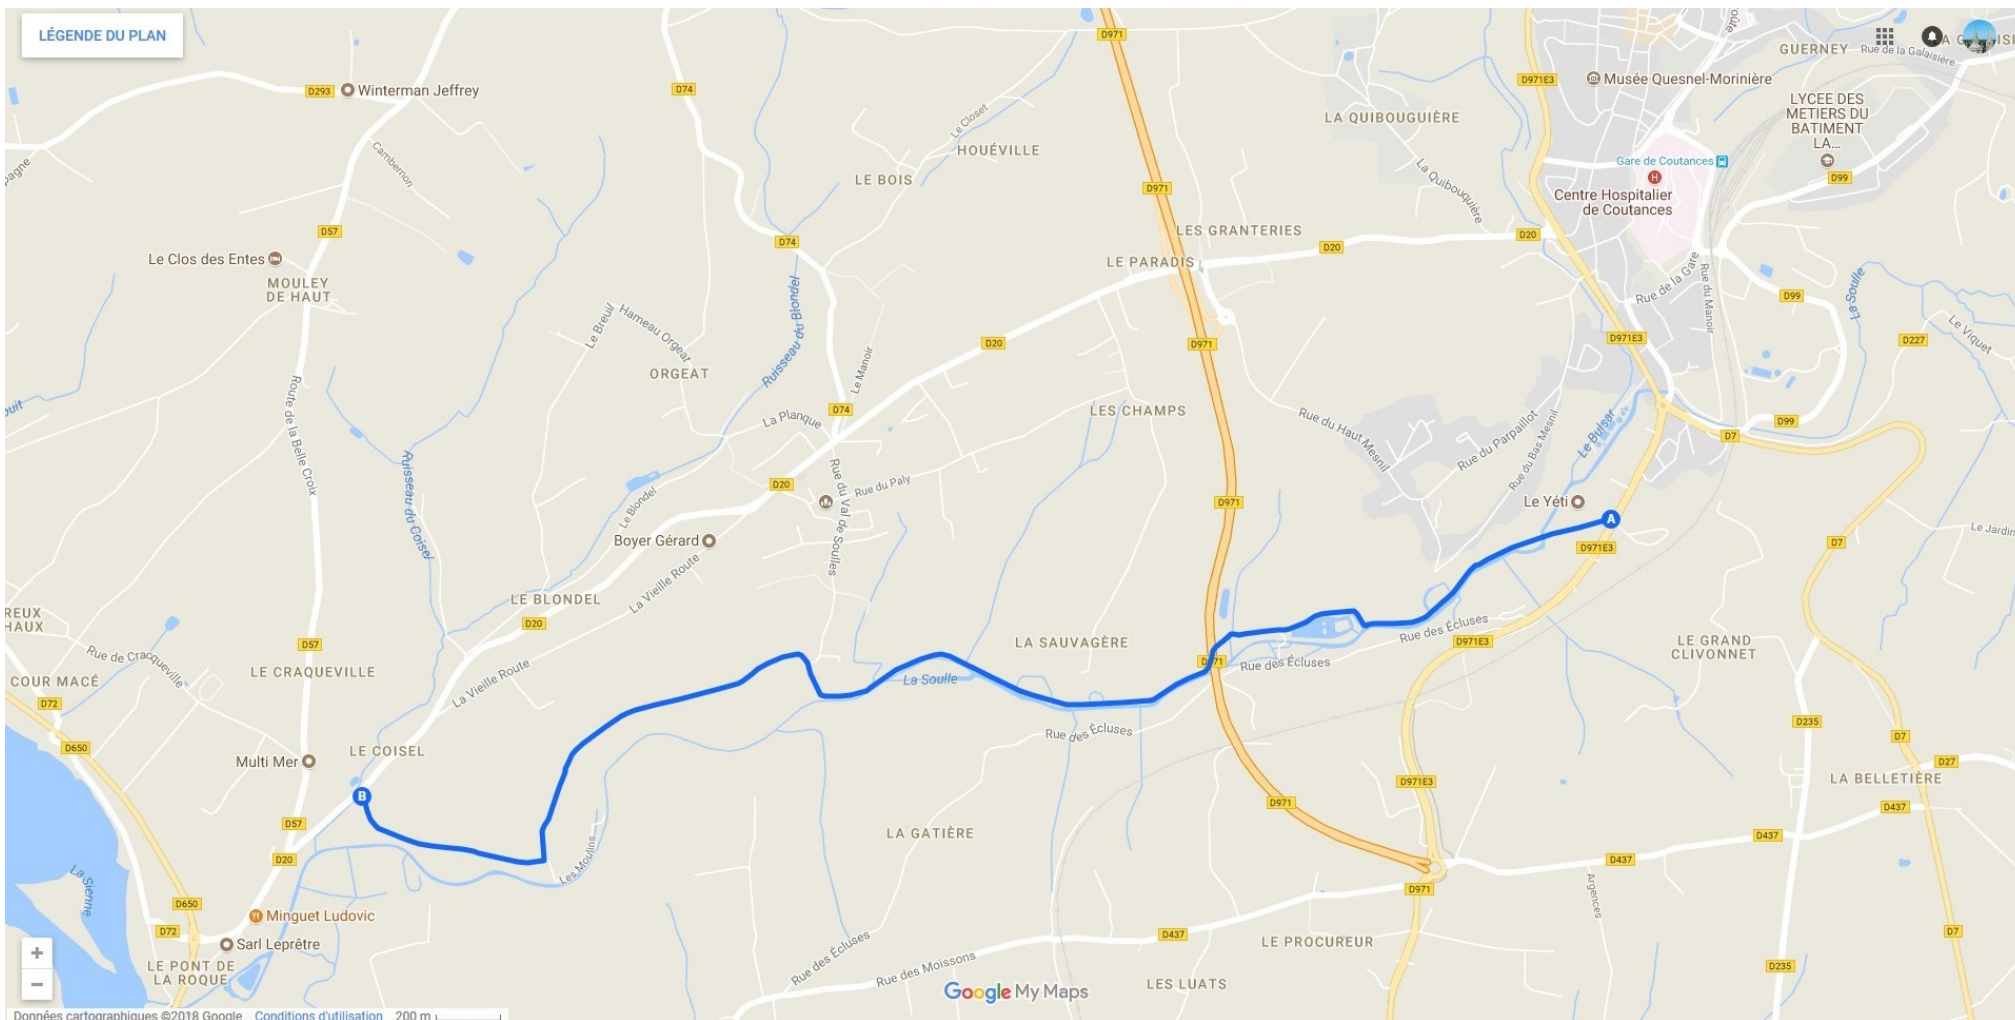 LÉGENDE DU PLAN
D971
GUERNEY
Rue de la Galaisière
D293
Winterman Jeffrey
D74
D971E3
Musée Quesnel-Morinière
LYCEE DES
METIERS DU
BATIMENT
LA...
Le Closet
HOUÉVILLE
LA QUIBOUGUIÈRE
Cambernon
LE BOIS
La Quibouquière
Gare de Coutances
H
D99
D971
Centre Hospitalier
de Coutances
D57
D74
LES GRANTERIES
D20
D20
Le Clos des Entes
LE PARADIS
MOULEY
DE HAUT
Rue de la Gare
Rue du Manoir
D99
La Soulle
Le Breuil
Hameau Orgeat
Ruisseau du Blondel
D20
D971
D971E3
Le Viquet
D227
ORGEAT
Le Manoir
Route de la Belle Croix
La Planque
D74
LES CHAMPS
Rue du Haut Mesnil
Rue du Parpaillot
Rue du Bas Mesnil
Le Bulsar
D7
D99
Ruisseau du Coisel
D20
Rue du Paly
Rue du Val de Soulles
Le Blondel
D971
Le Yéti
A
Le Jardin
Boyer Gérard
D971E3
D7
La Vieille Route
LE BLONDEL
D20
Rue des Écluses
D971E3
LE GRAND
CLIVONNET
LA SAUVAGÈRE
Rue de Cracqueville
D57
LE CRAQUEVILLE
COUR MACÉ
D971
Rue des Écluses
La Soulle
La Vieille Route
D72
D650
LE COISEL
Rue des Écluses
D235
D7
Multi Mer
D27
B
D971E3
LA BELLETIÈRE
D971
D437
D57
LA GATIÈRE
D437
D20
Les Moulins
D437
D971
La Sienne
Argences
D650
Minguet Ludovic
D72
Sarl Leprêtre
D437
LE PROCUREUR
D7
Rue des Écluses
Rue des Moissons
LE PONT DE
LA ROQUE
D235
LES LUATS
Google My Maps
Données cartographiques ©2018 Google Conditions d'utilisation 200 m